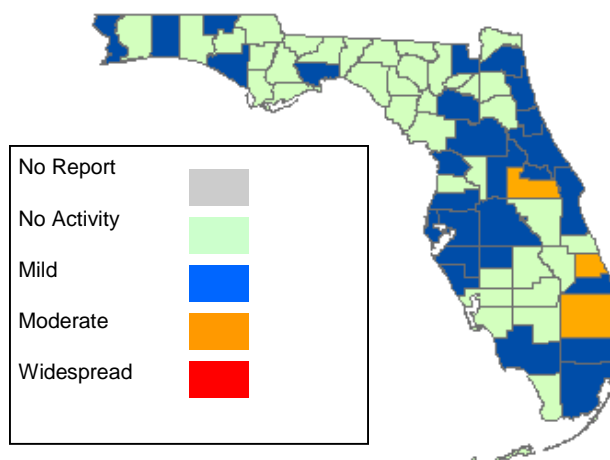 No Report
No Activity
Mild
Moderate
Widespread